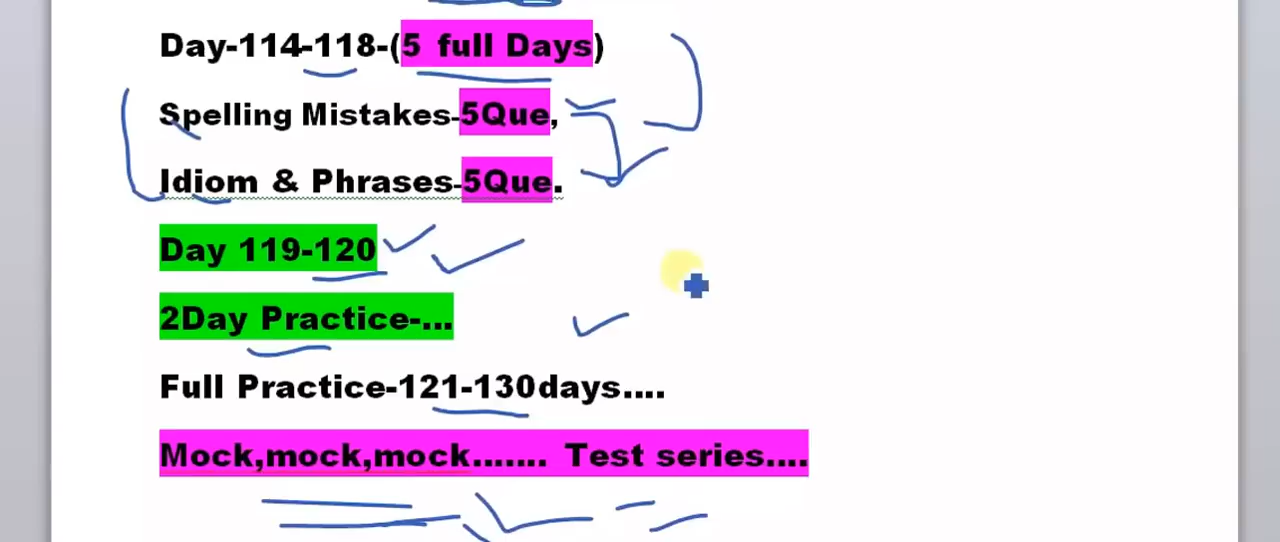 Day-114-118-(5 full Days)
Spelling Mistakes-5Que,
Idiom & Phrases-5Que.
Day 119-120
2Day Practice-...
Full Practice-121-130days....
Mock,mock,mock....... Test series....